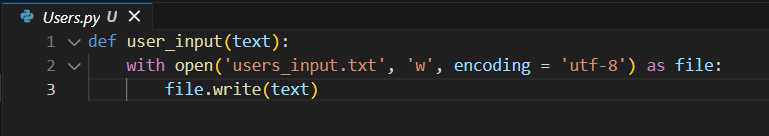 Users.py U
1 def user_input(text):
2 with open('users_input.txt', 'w', encoding = 'utf-8') as file:
3 file.write(text)